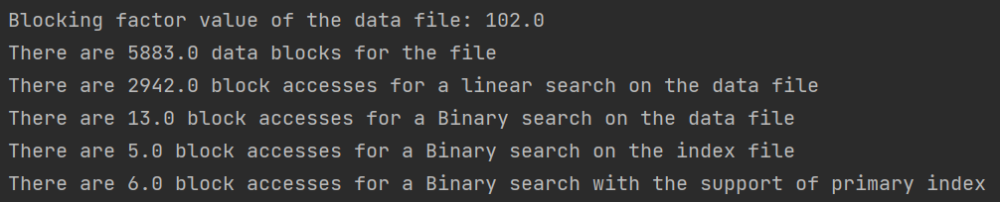 Blocking factor value of the data file: 102.0
There are 5883.0 data blocks for the file
There are 2942.0 block accesses for a linear search on the data file
There are 13.0 block accesses for a Binary search on the data file
There are 5.0 block accesses for a Binary search on the index file
There are 6.0 block accesses for a Binary search with the support of primary index